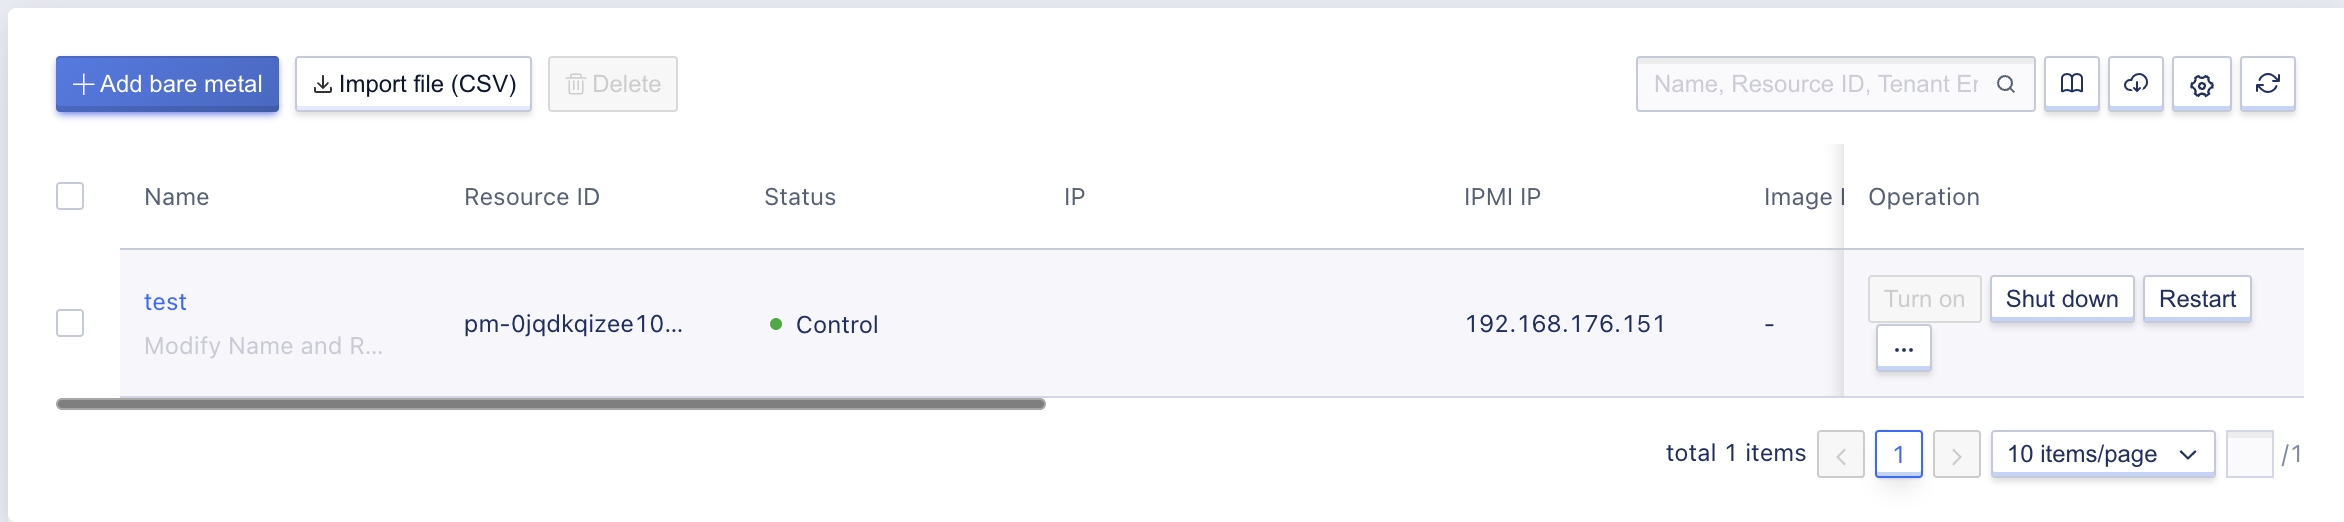 Add bare metal
Import file (CSV)
Delete
Name, Resource ID, Tenant
Name Resource ID Status IP IPMI IP Image Operation
test
Modify Name and R...
pm-0jqdkqizee10...
Control
192.168.176.151
-
Turn on Shut down Restart
...
total 1 items 1 10 items/page /1